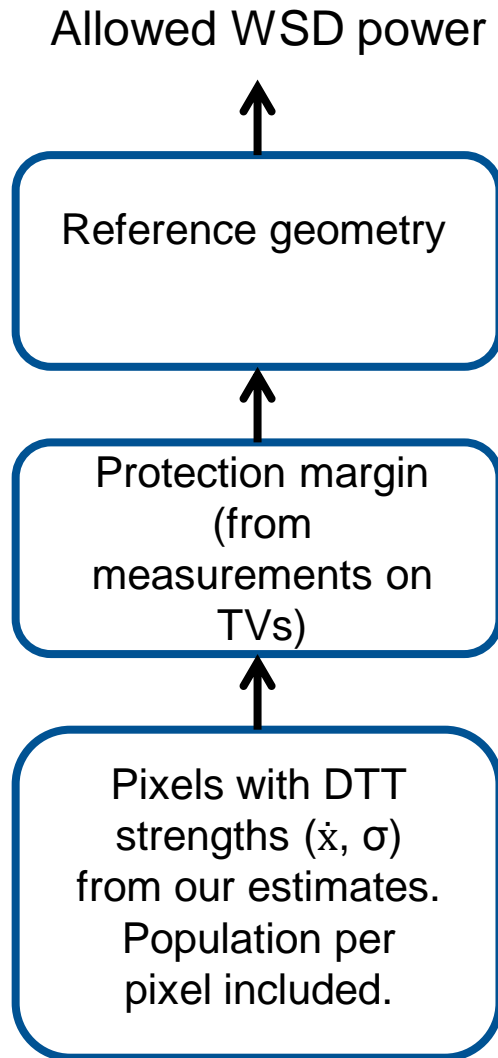 Allowed WSD power
Reference geometry
Protection margin
(from
measurements on
TVs)
Pixels with DTT
strengths (ẋ, σ)
from our estimates.
Population per
pixel included.